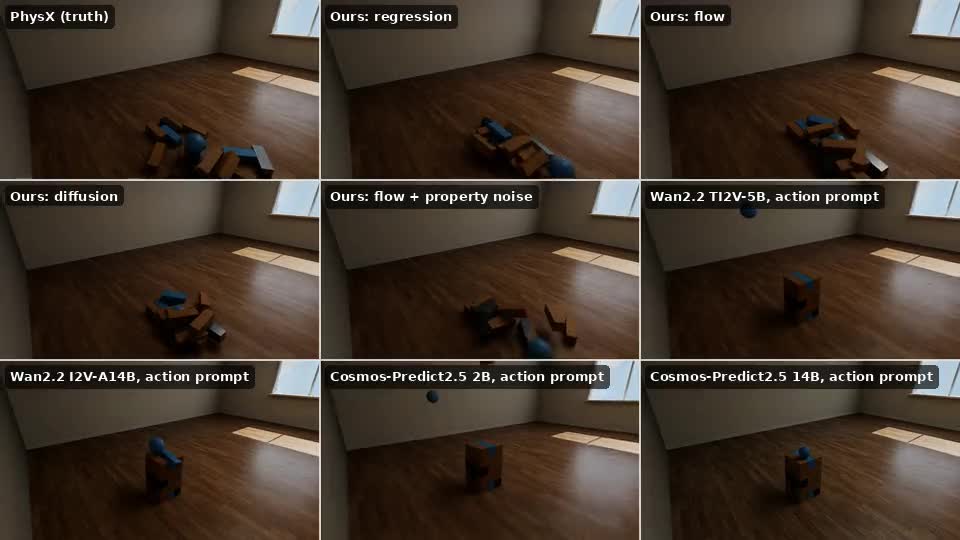 PhysX (truth)
Ours: regression
Ours: flow
Ours: diffusion
Ours: flow + property noise
Wan2.2 TI2V-5B, action prompt
Wan2.2 I2V-A14B, action prompt
Cosmos-Predict2.5 2B, action prompt
Cosmos-Predict2.5 14B, action prompt